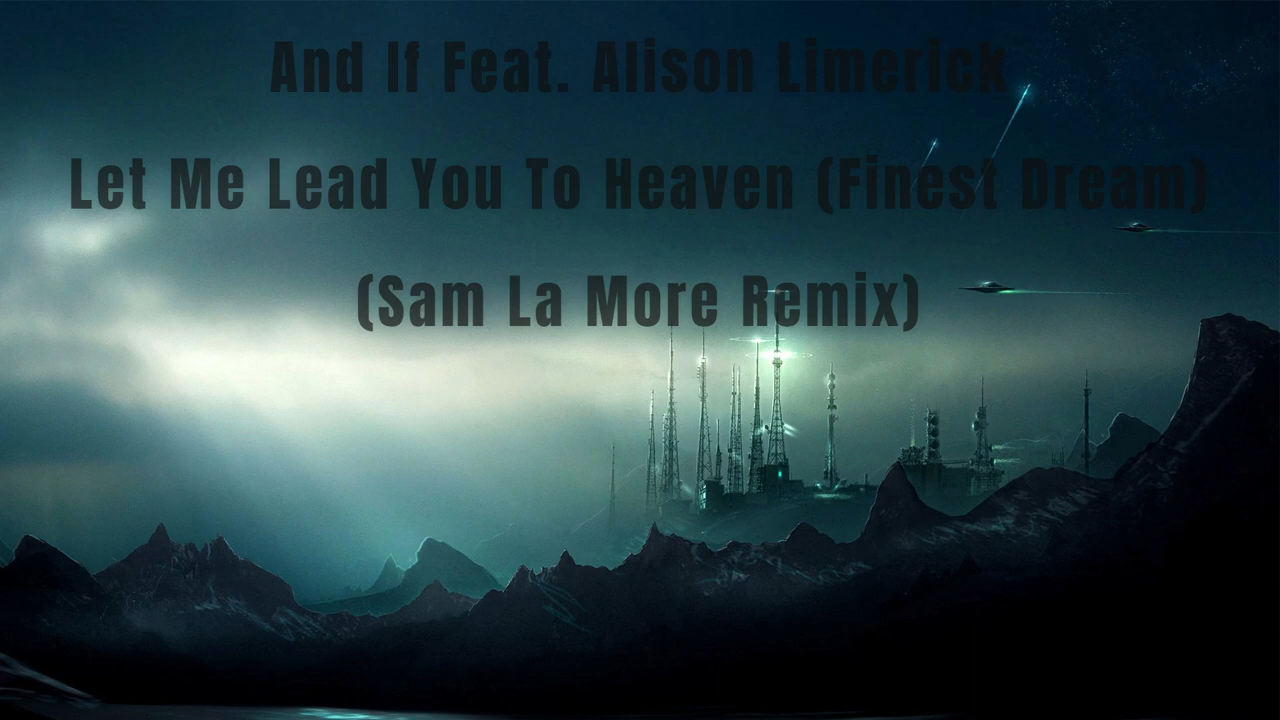 And If Feat. Alison Limerick
Let Me Lead You To Heaven (Finest Dream)
(Sam La More Remix)